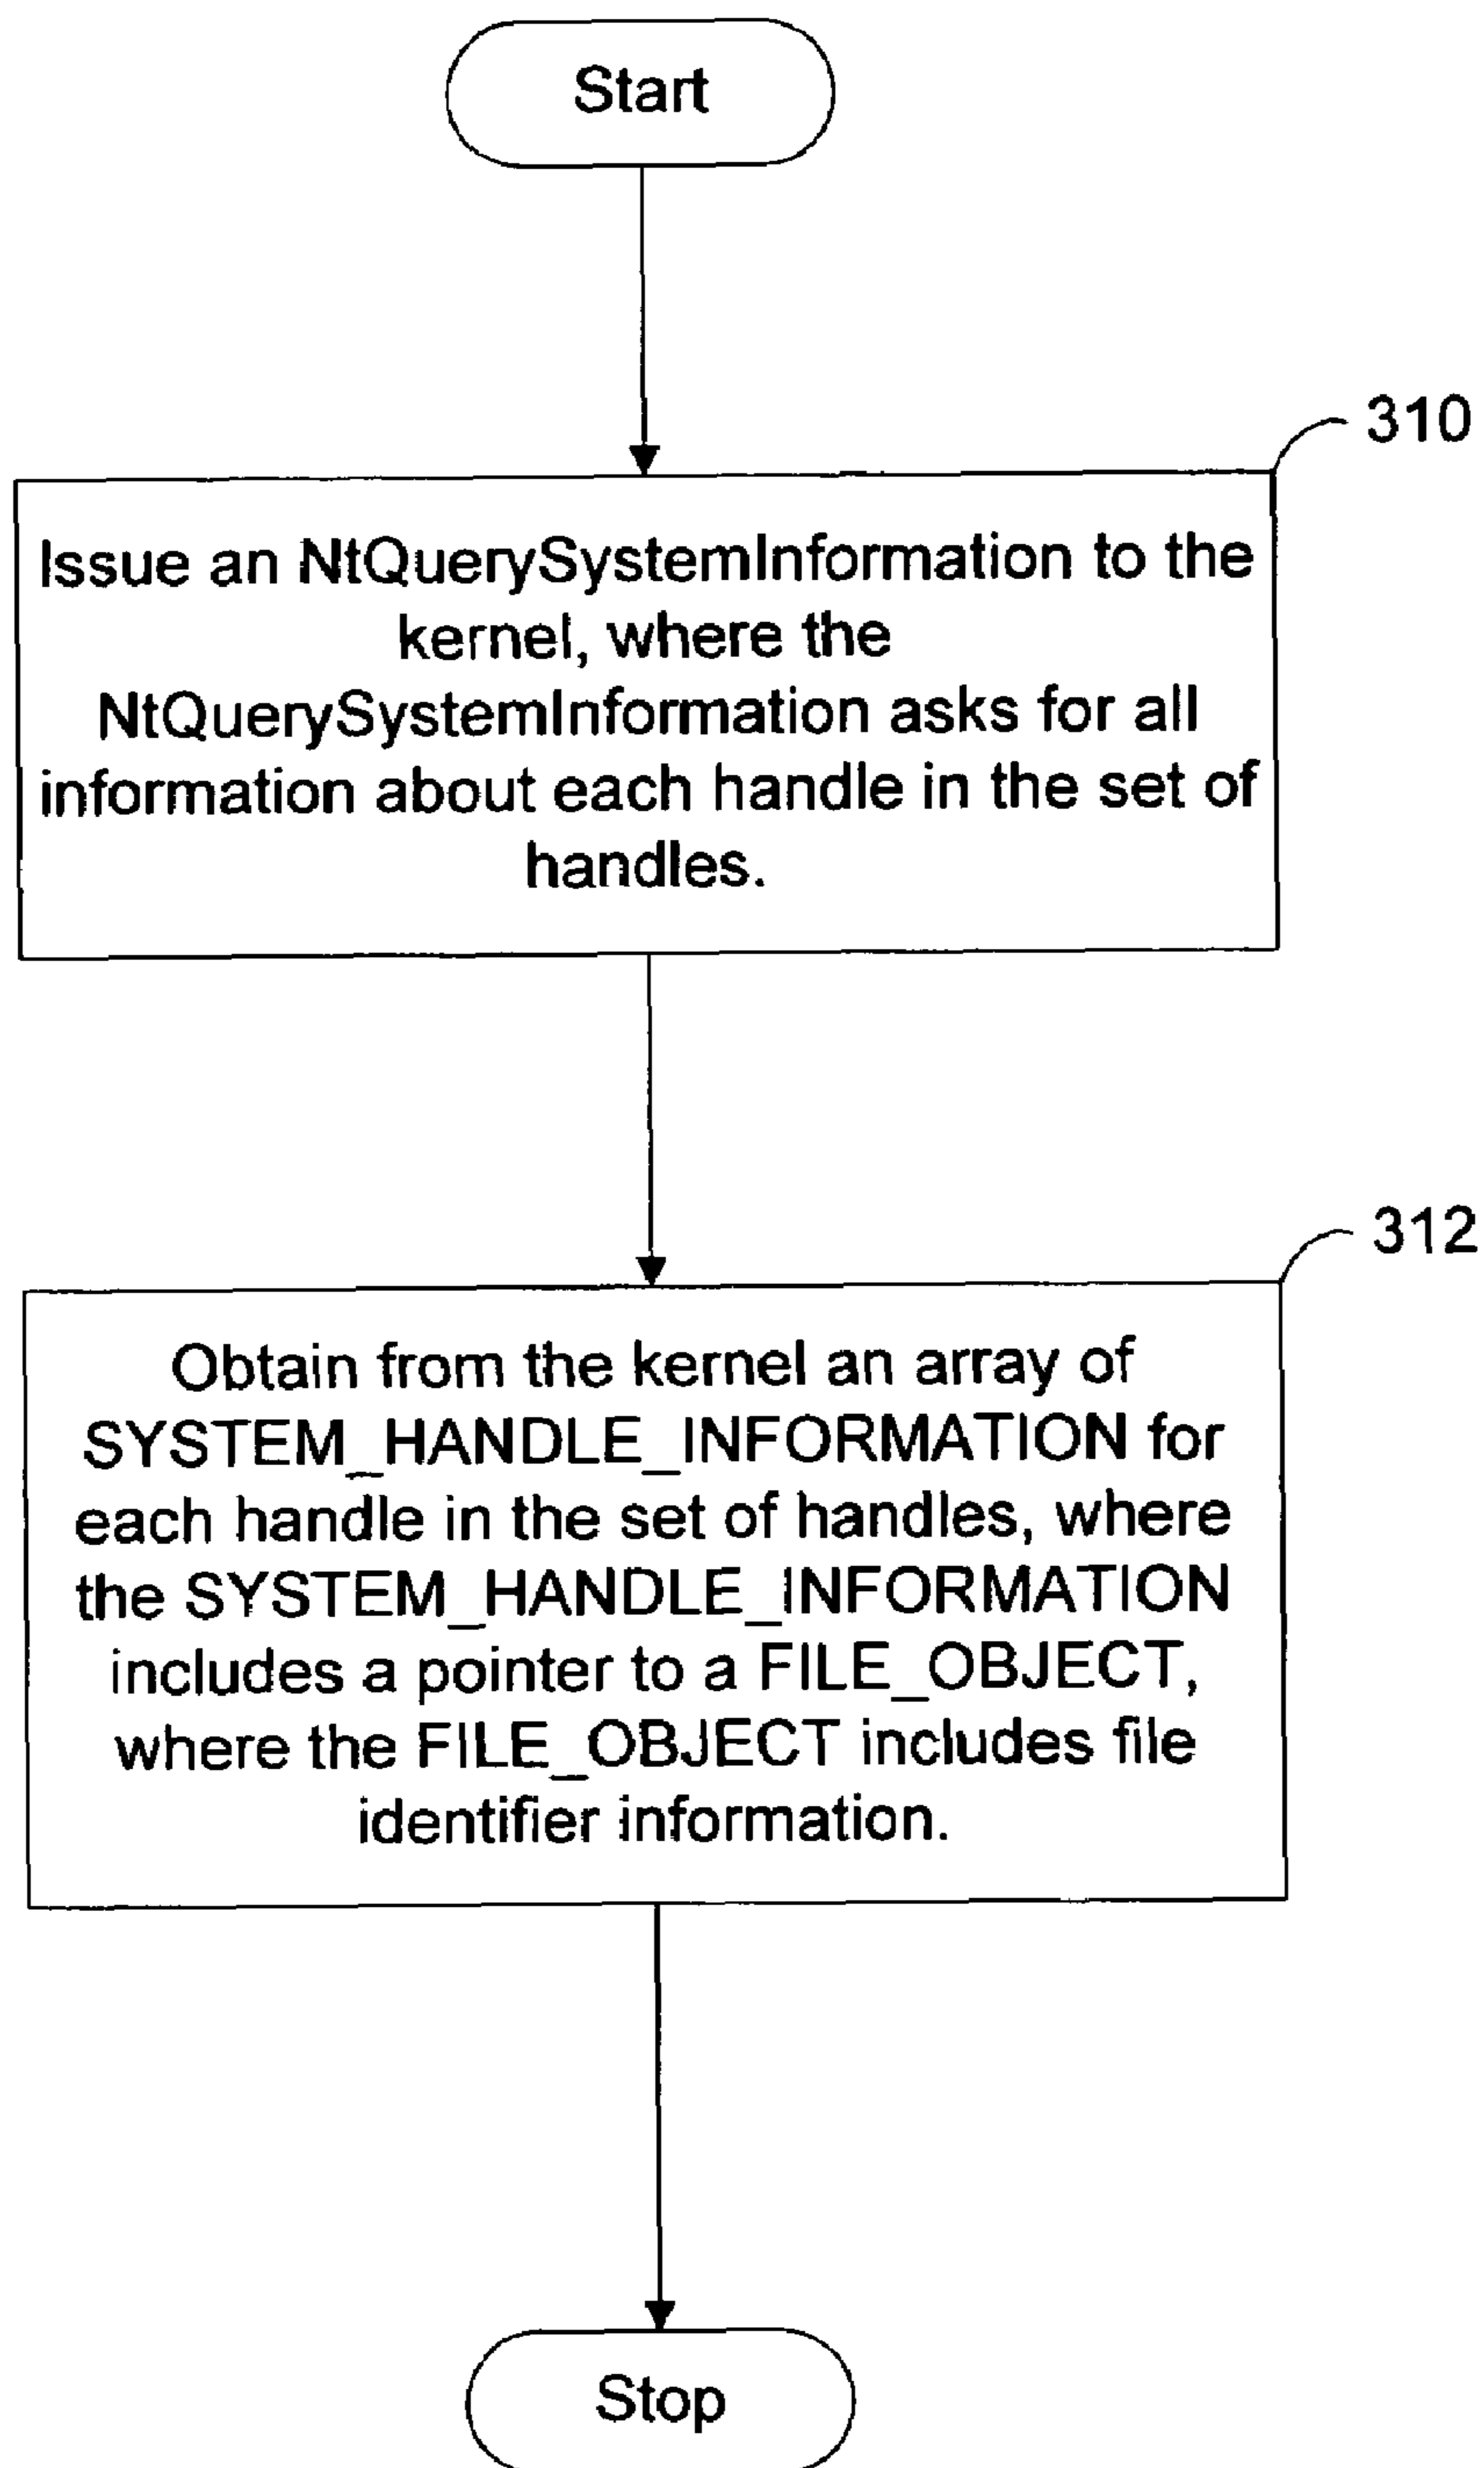 Start
310
Issue an NtQuerySystemInformation to the
kernel, where the
NtQuerySystemInformation asks for all
information about each handle in the set of
handles.
312
Obtain from the kernel an array of
SYSTEM_HANDLE_INFORMATION for
each handle in the set of handles, where
the SYSTEM_HANDLE_INFORMATION
includes a pointer to a FILE_OBJECT,
where the FILE_OBJECT includes file
identifier information.
Stop